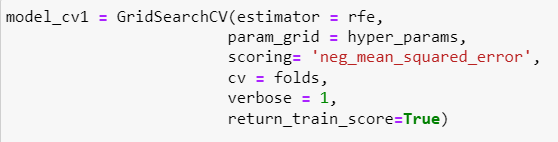 model_cv1 = GridSearchCV(estimator = rfe,
                        param_grid = hyper_params,
                        scoring= 'neg_mean_squared_error',
                        cv = folds,
                        verbose = 1,
                        return_train_score=True)